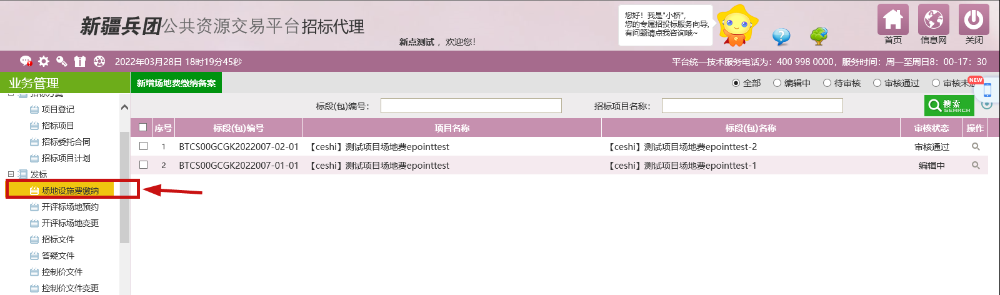 新疆兵团公共资源交易平台招标代理
新点测试，欢迎您！
您好！我是"小桥"，
您的专属招投标服务向导，
有问题请点我咨询哦~
首页
信息网
关闭
2022年03月28日 18时19分45秒
平台统一技术服务电话为：400 998 0000，服务时间：周一至周日8：00-17：30
业务管理
项目登记
招标项目
招标委托合同
招标项目计划
发标
场地设施费缴纳
开评标场地预约
开评标场地变更
招标文件
答疑文件
控制价文件
控制价文件变更
新增场地费缴纳备案
全部 编辑中 待审核 审核通过 审核未
NEW
标段(包)编号：
招标项目名称：
搜索
SEARCH
序号 标段(包)编号 项目名称 标段(包)名称 审核状态 操作
1 BTCS00GCGK2022007-02-01 【ceshi】测试项目场地费epointtest 【ceshi】测试项目场地费epointtest-2 审核通过
2 BTCS00GCGK2022007-01-01 【ceshi】测试项目场地费epointtest 【ceshi】测试项目场地费epointtest-1 编辑中